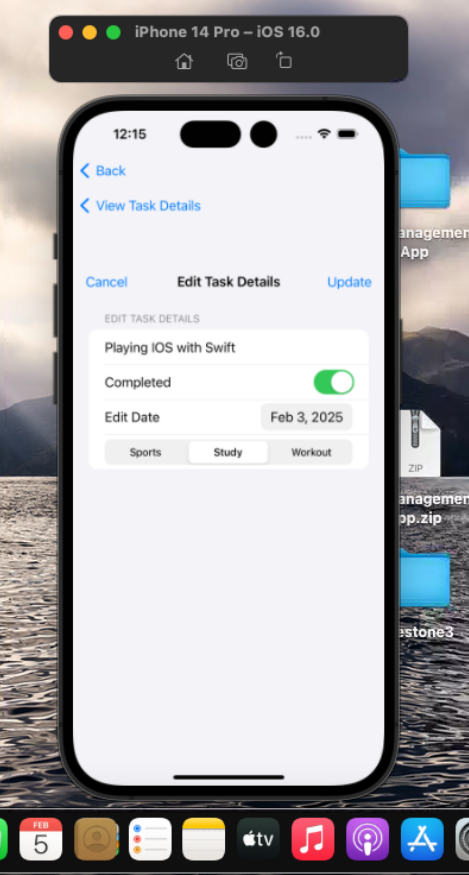 iPhone 14 Pro – iOS 16.0
12:15
Back
View Task Details
Cancel Edit Task Details Update
EDIT TASK DETAILS
Playing IOS with Swift
Completed
Edit Date Feb 3, 2025
Sports Study Workout
anagemen
App
ZIP
anagemen
pp.zip
estone3
FEB
5
tv